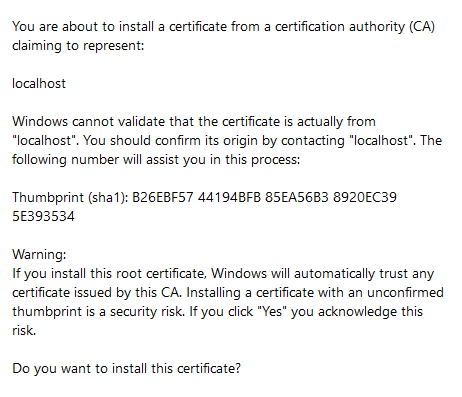 You are about to install a certificate from a certification authority (CA)
claiming to represent:
localhost
Windows cannot validate that the certificate is actually from
"localhost". You should confirm its origin by contacting "localhost". The
following number will assist you in this process:
Thumbprint (sha1): B26EBF57 44194BFB 85EA56B3 8920EC39
5E393534
Warning:
If you install this root certificate, Windows will automatically trust any
certificate issued by this CA. Installing a certificate with an unconfirmed
thumbprint is a security risk. If you click "Yes" you acknowledge this
risk.
Do you want to install this certificate?